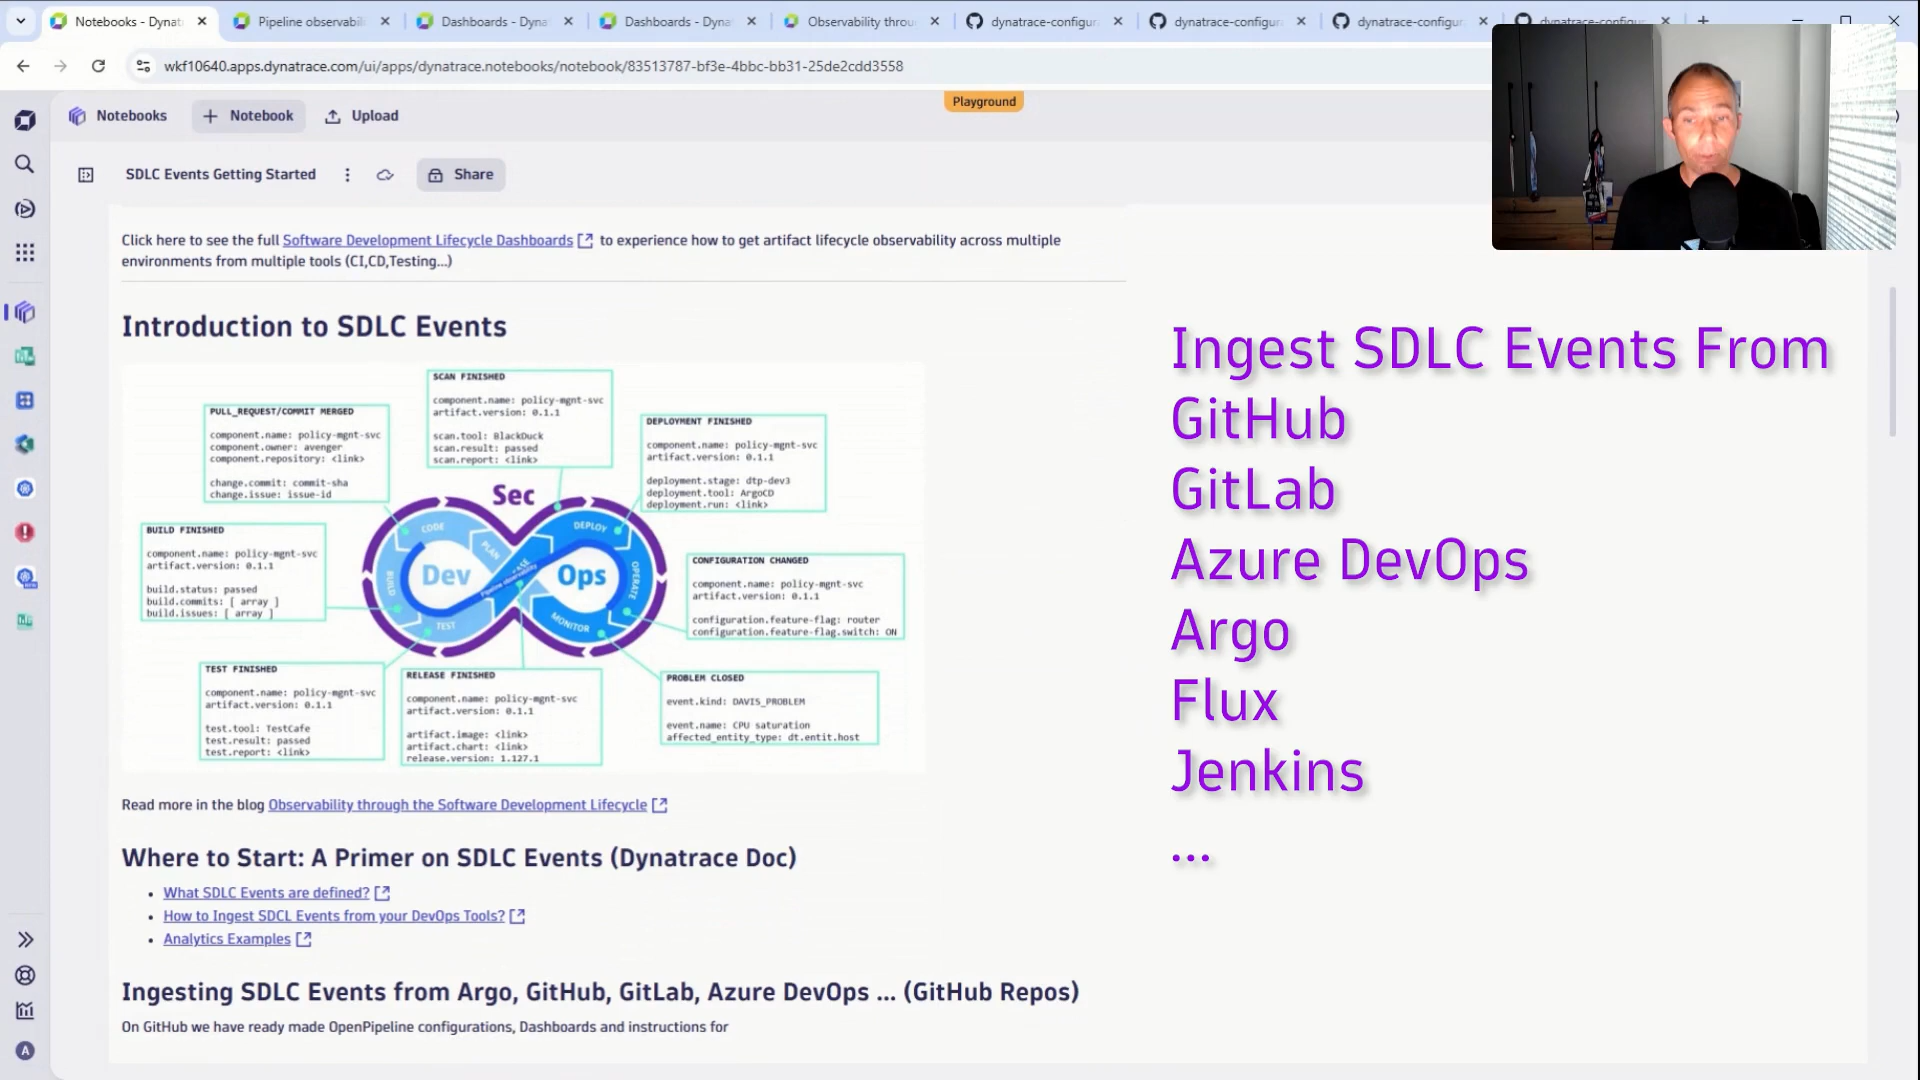 Notebooks - Dynat
Pipeline observabil
Dashboards - Dyna
Dashboards - Dyna
Observability throu
dynatrace-configur
dynatrace-configur
dynatrace-configur
dynatrace-configur
wkf10640.apps.dynatrace.com/ui/apps/dynatrace.notebooks/notebook/83513787-bf3e-4bbc-bb31-25de2cdd3558
Playground
Notebooks
Notebook
Upload
SDLC Events Getting Started
Share
Click here to see the full Software Development Lifecycle Dashboards to experience how to get artifact lifecycle observability across multiple
environments from multiple tools (CI,CD,Testing...)
Introduction to SDLC Events
SCAN FINISHED
component.name: policy-mgnt-svc
artifact.version: 0.1.1
scan.tool: BlackDuck
scan.result: passed
scan.report: <link>
PULL_REQUEST/COMMIT MERGED
component.name: policy-mgnt-svc
component.owner: avenger
component.repository: <link>
change.commit: commit-sha
change.issue: issue-id
DEPLOYMENT FINISHED
component.name: policy-mgnt-svc
artifact.version: 0.1.1
deployment.stage: dtp-dev3
deployment.tool: ArgoCD
deployment.run: <link>
BUILD FINISHED
component.name: policy-mgnt-svc
artifact.version: 0.1.1
build.status: passed
build.commits: [ array ]
build.issues: [ array ]
Sec
CODE
PLAN
BUILD
TEST
Dev
Pipeline observability
Ops
DEPLOY
OPERATE
MONITOR
CONFIGURATION CHANGED
component.name: policy-mgnt-svc
artifact.version: 0.1.1
configuration.feature-flag: router
configuration.feature-flag.switch: ON
TEST FINISHED
component.name: policy-mgnt-svc
artifact.version: 0.1.1
test.tool: TestCafe
test.result: passed
test.report: <link>
RELEASE FINISHED
component.name: policy-mgnt-svc
artifact.version: 0.1.1
artifact.image: <link>
artifact.chart: <link>
release.version: 1.127.1
PROBLEM CLOSED
event.kind: DAVIS_PROBLEM
event.name: CPU saturation
affected_entity_type: dt.entit.host
Read more in the blog Observability through the Software Development Lifecycle
Where to Start: A Primer on SDLC Events (Dynatrace Doc)
• What SDLC Events are defined?
• How to Ingest SDCL Events from your DevOps Tools?
• Analytics Examples
Ingesting SDLC Events from Argo, GitHub, GitLab, Azure DevOps ... (GitHub Repos)
On GitHub we have ready made OpenPipeline configurations, Dashboards and instructions for
Ingest SDLC Events From
GitHub
GitLab
Azure DevOps
Argo
Flux
Jenkins
...
A